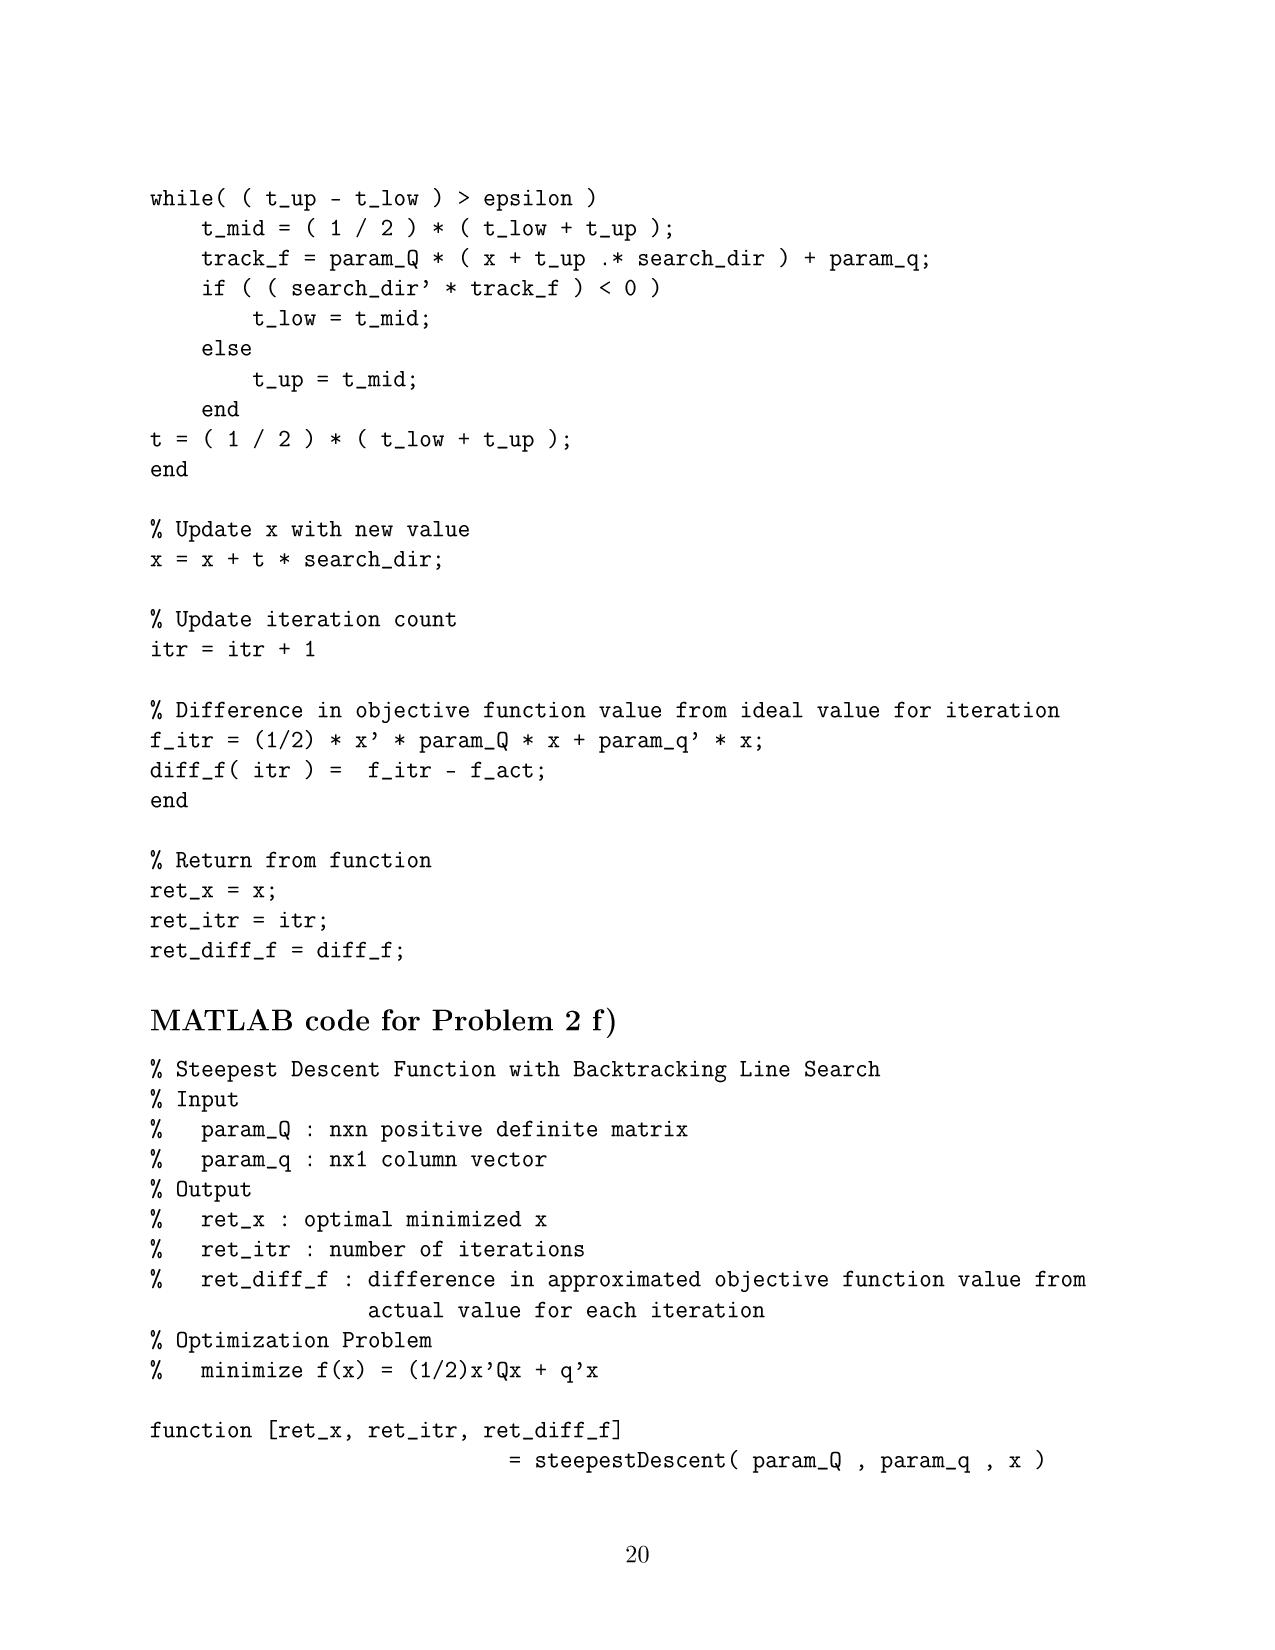 while( ( t_up - t_low ) > epsilon )
    t_mid = ( 1 / 2 ) * ( t_low + t_up );
    track_f = param_Q * ( x + t_up .* search_dir ) + param_q;
    if ( ( search_dir’ * track_f ) < 0 )
        t_low = t_mid;
    else
        t_up = t_mid;
    end
t = ( 1 / 2 ) * ( t_low + t_up );
end
% Update x with new value
x = x + t * search_dir;
% Update iteration count
itr = itr + 1
% Difference in objective function value from ideal value for iteration
f_itr = (1/2) * x’ * param_Q * x + param_q’ * x;
diff_f( itr ) =  f_itr - f_act;
end
% Return from function
ret_x = x;
ret_itr = itr;
ret_diff_f = diff_f;
MATLAB code for Problem 2 f)
% Steepest Descent Function with Backtracking Line Search
% Input
%   param_Q : nxn positive definite matrix
%   param_q : nx1 column vector
% Output
%   ret_x : optimal minimized x
%   ret_itr : number of iterations
%   ret_diff_f : difference in approximated objective function value from
                 actual value for each iteration
% Optimization Problem
%   minimize f(x) = (1/2)x’Qx + q’x
function [ret_x, ret_itr, ret_diff_f]
                            = steepestDescent( param_Q , param_q , x )
20